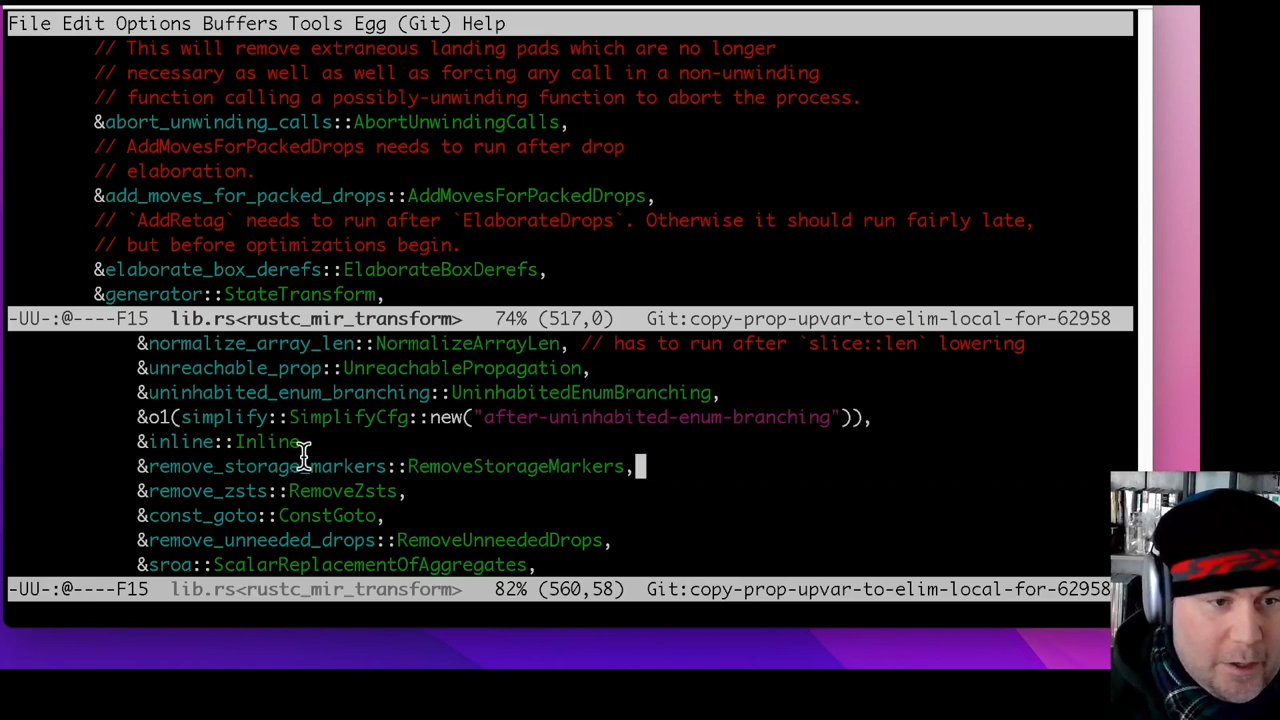 File Edit Options Buffers Tools Egg (Git) Help
// This will remove extraneous landing pads which are no longer
// necessary as well as well as forcing any call in a non-unwinding
// function calling a possibly-unwinding function to abort the process.
&abort_unwinding_calls::AbortUnwindingCalls,
// AddMovesForPackedDrops needs to run after drop
// elaboration.
&add_moves_for_packed_drops::AddMovesForPackedDrops,
// `AddRetag` needs to run after `ElaborateDrops`. Otherwise it should run fairly late,
// but before optimizations begin.
&elaborate_box_derefs::ElaborateBoxDerefs,
&generator::StateTransform,
-UU-:@----F15  lib.rs<rustc_mir_transform>   74% (517,0)   Git:copy-prop-upvar-to-elim-local-for-62958
&normalize_array_len::NormalizeArrayLen, // has to run after `slice::len` lowering
&unreachable_prop::UnreachablePropagation,
&uninhabited_enum_branching::UninhabitedEnumBranching,
&o1(simplify::SimplifyCfg::new("after-uninhabited-enum-branching")),
&inline::Inline,
&remove_storage_markers::RemoveStorageMarkers,
&remove_zsts::RemoveZsts,
&const_goto::ConstGoto,
&remove_unneeded_drops::RemoveUnneededDrops,
&sroa::ScalarReplacementOfAggregates,
-UU-:@----F15  lib.rs<rustc_mir_transform>   82% (560,58)  Git:copy-prop-upvar-to-elim-local-for-62958